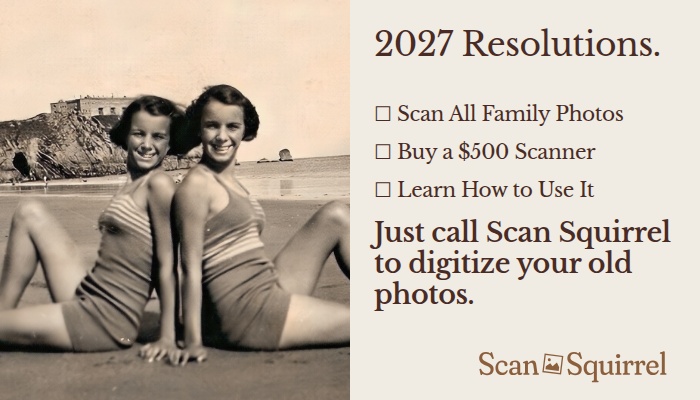 2027 Resolutions.
☐ Scan All Family Photos
☐ Buy a $500 Scanner
☐ Learn How to Use It
Just call Scan Squirrel
to digitize your old
photos.
Scan Squirrel